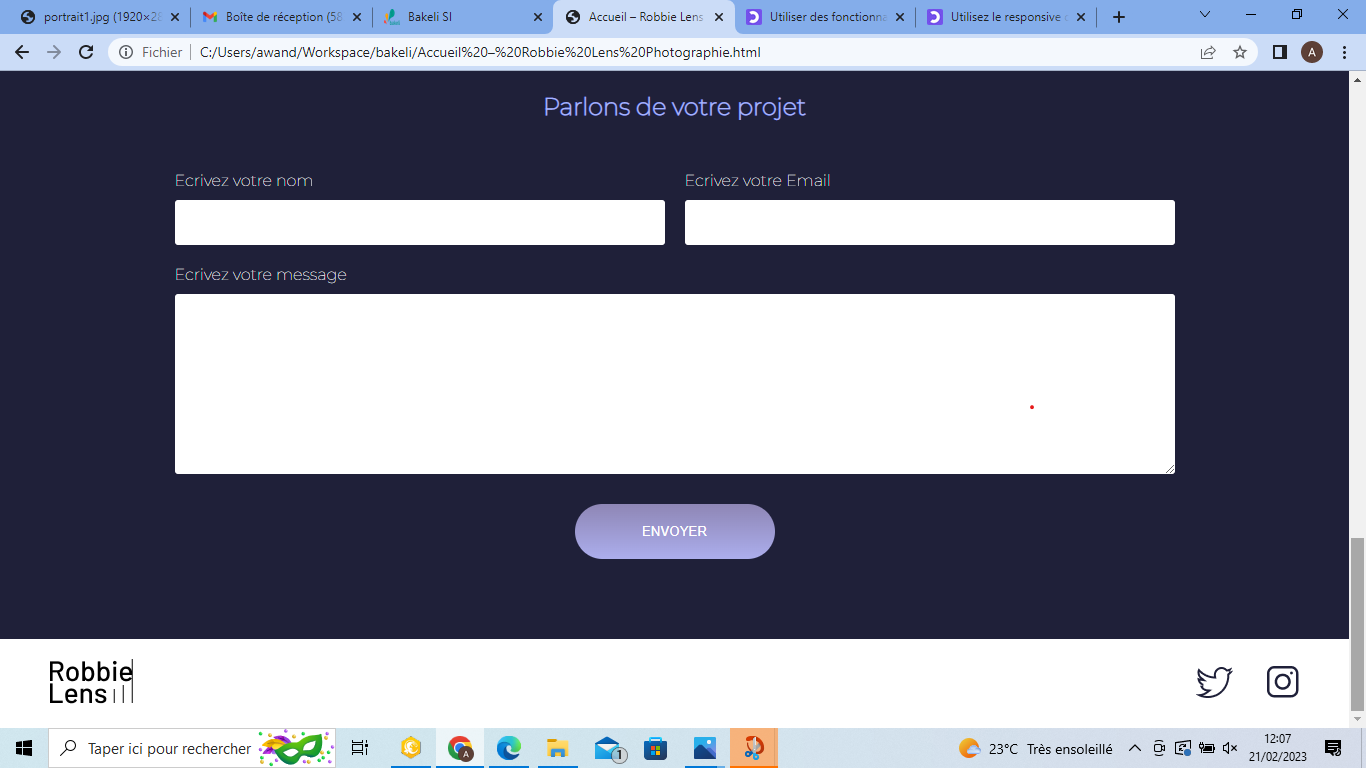 portrait1.jpg (1920×28
Boîte de réception (58
Bakeli SI
Accueil – Robbie Lens
Utiliser des fonctionna
Utilisez le responsive d
Fichier
C:/Users/awand/Workspace/bakeli/Accueil%20–%20Robbie%20Lens%20Photographie.html
A
Parlons de votre projet
Ecrivez votre nom
Ecrivez votre Email
Ecrivez votre message
ENVOYER
Robbie
Lens
Taper ici pour rechercher
A
1
23°C Très ensoleillé
12:07
21/02/2023